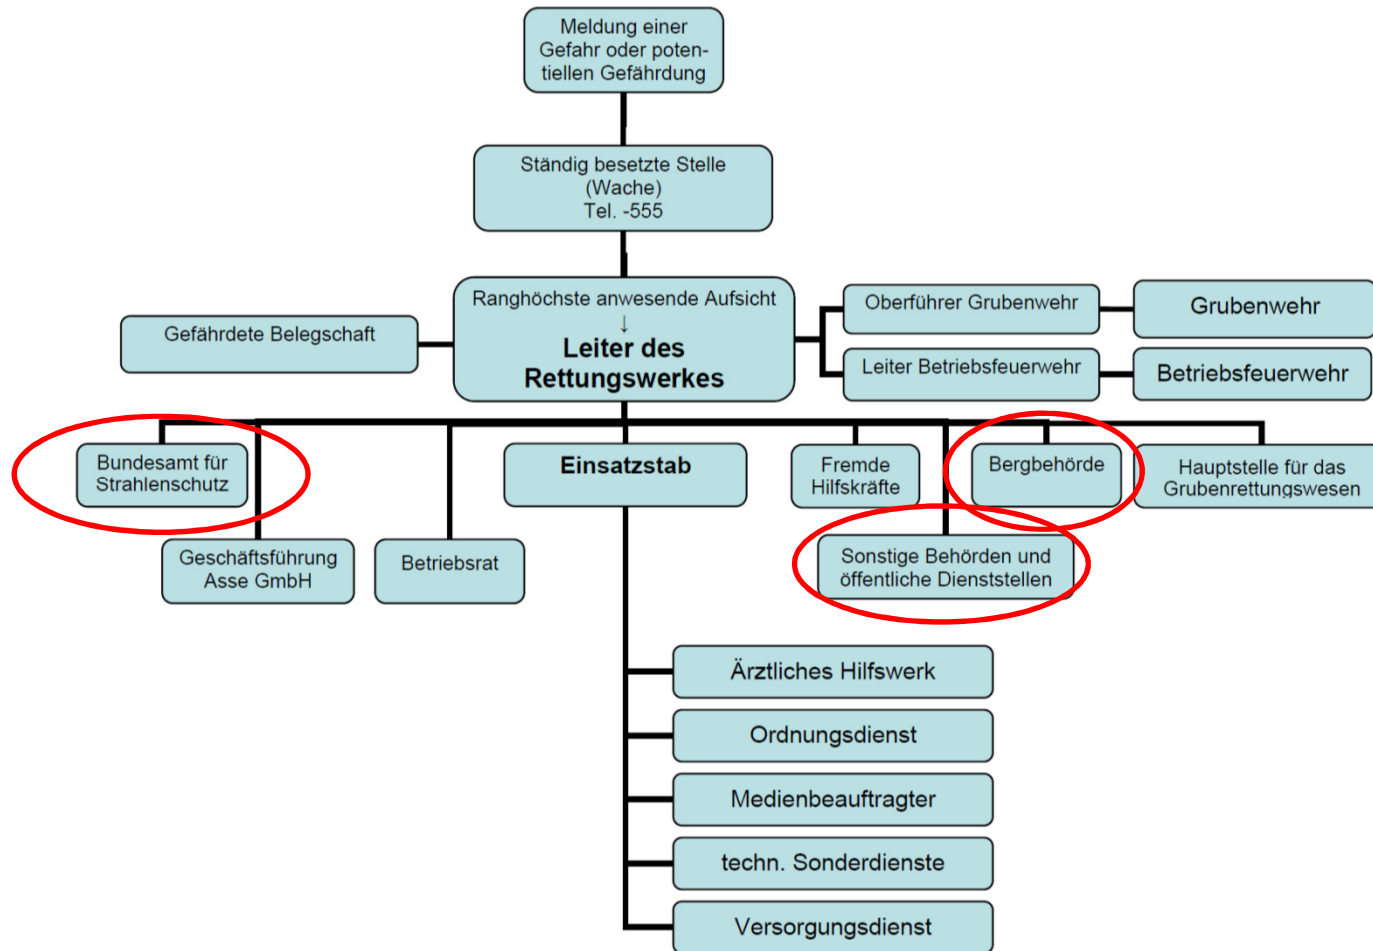 Meldung einer
Gefahr oder poten-
tiellen Gefährdung
Ständig besetzte Stelle
(Wache)
Tel. -555
Ranghöchste anwesende Aufsicht
↓
Leiter des
Rettungswerkes
Gefährdete Belegschaft
Oberführer Grubenwehr
Grubenwehr
Leiter Betriebsfeuerwehr
Betriebsfeuerwehr
Bundesamt für
Strahlenschutz
Einsatzstab
Fremde
Hilfskräfte
Bergbehörde
Hauptstelle für das
Grubenrettungswesen
Geschäftsführung
Asse GmbH
Betriebsrat
Sonstige Behörden und
öffentliche Dienststellen
Ärztliches Hilfswerk
Ordnungsdienst
Medienbeauftragter
techn. Sonderdienste
Versorgungsdienst